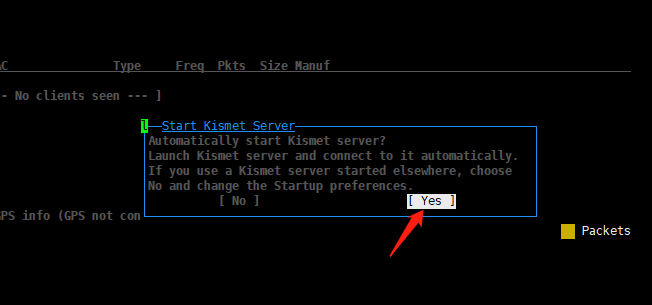 AC Type Freq Pkts Size Manuf
- No clients seen --- ]
Start Kismet Server
Automatically start Kismet server?
Launch Kismet server and connect to it automatically.
If you use a Kismet server started elsewhere, choose
No and change the Startup preferences.
[ No ] [ Yes ]
GPS info (GPS not con
Packets